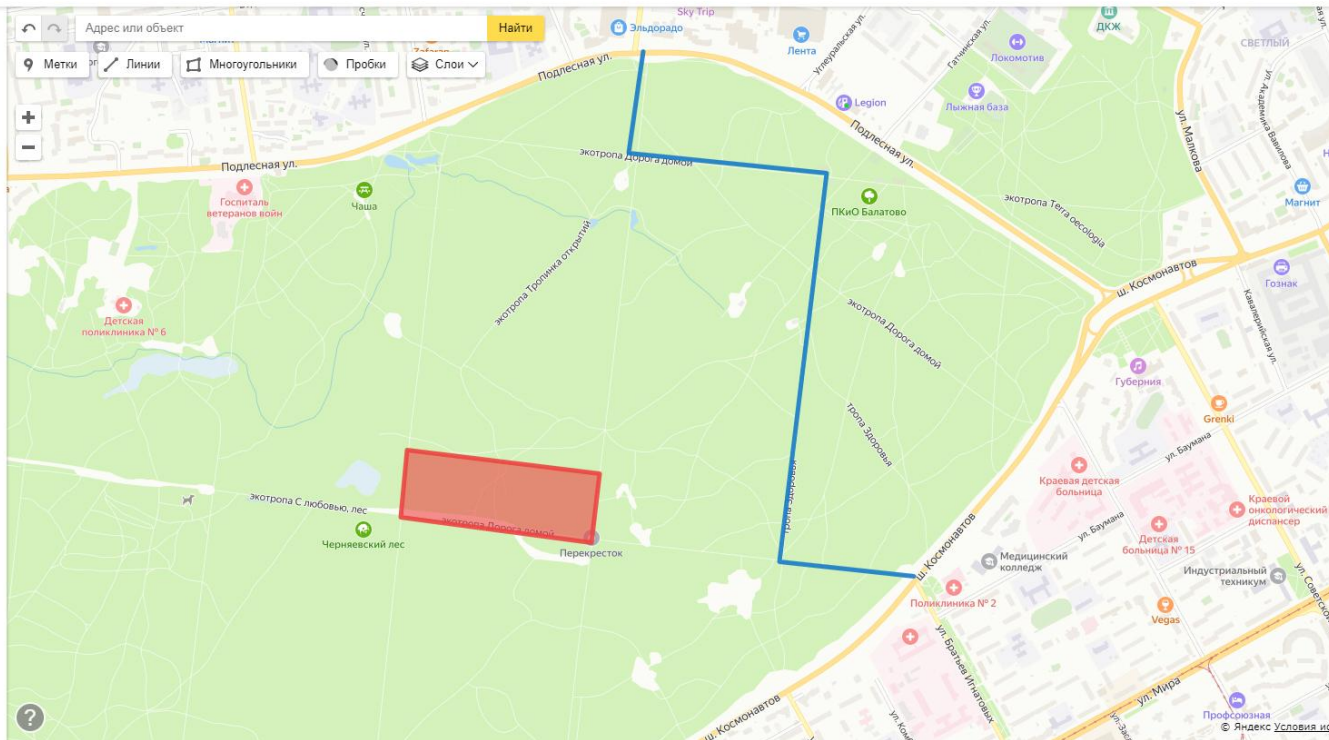 Адрес или объект
Найти
Метки
Линии
Многоугольники
Пробки
Слои
Sky Trip
Эльдорадо
Лента
ДКЖ
СВЕТЛЫЙ
Локомотив
Лыжная база
Legion
Углеуральская ул.
Гатчинская ул.
ул. Академика Вавилова
ул. Малкова
Подлесная ул.
Подлесная ул.
Подлесная ул.
Госпиталь
ветеранов войн
Чаша
экотропа Дорога домой
ПКиО Балатово
экотропа Terra oecologia
Магнит
экотропа Тропинка открытий
ш. Космонавтов
Гознак
Кавалерийская ул.
Детская
поликлиника № 6
экотропа Дорога домой
Губерния
Grenki
тропа Здоровья
ул. Баумана
Краевая детская
больница
экотропа С любовью, лес
Черняевский лес
экотропа Дорога домой
Перекресток
тропа Здоровья
ш. Космонавтов
ул. Баумана
Краевой
онкологический
диспансер
Детская
больница № 15
Медицинский
колледж
Индустриальный
техникум
Поликлиника № 2
Vegas
ул. Советской
ул. Братьев Игнатовых
ул. Мира
ш. Космонавтов
Профсоюзная
© Яндекс Условия ис